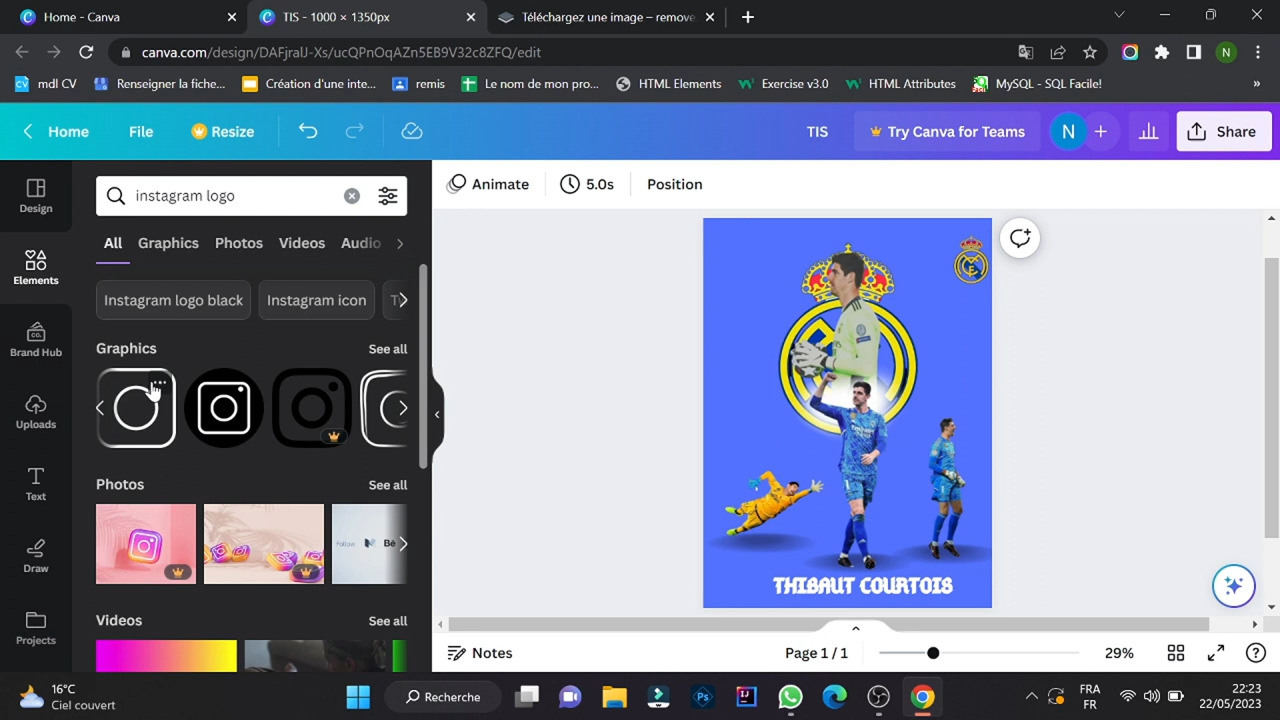 Home - Canva
TIS - 1000 × 1350px
Téléchargez une image – remove
canva.com/design/DAFjralJ-Xs/ucQPnOqAZn5EB9V32c8ZFQ/edit
N
mdl CV
Renseigner la fiche...
Création d'une inte...
remis
Le nom de mon pro...
HTML Elements
Exercise v3.0
HTML Attributes
MySQL - SQL Facile!
»
Home
File
Resize
TIS
Try Canva for Teams
N
Share
Design
Elements
Brand Hub
Uploads
Text
Draw
Projects
instagram logo
All
Graphics
Photos
Videos
Audio
Instagram logo black
Instagram icon
T
Graphics
See all
Photos
See all
Follow
Bé
Videos
See all
Animate
5.0s
Position
THIBAUT COURTOIS
Notes
Page 1 / 1
29%
16°C
Ciel couvert
Recherche
FRA
FR
22:23
22/05/2023